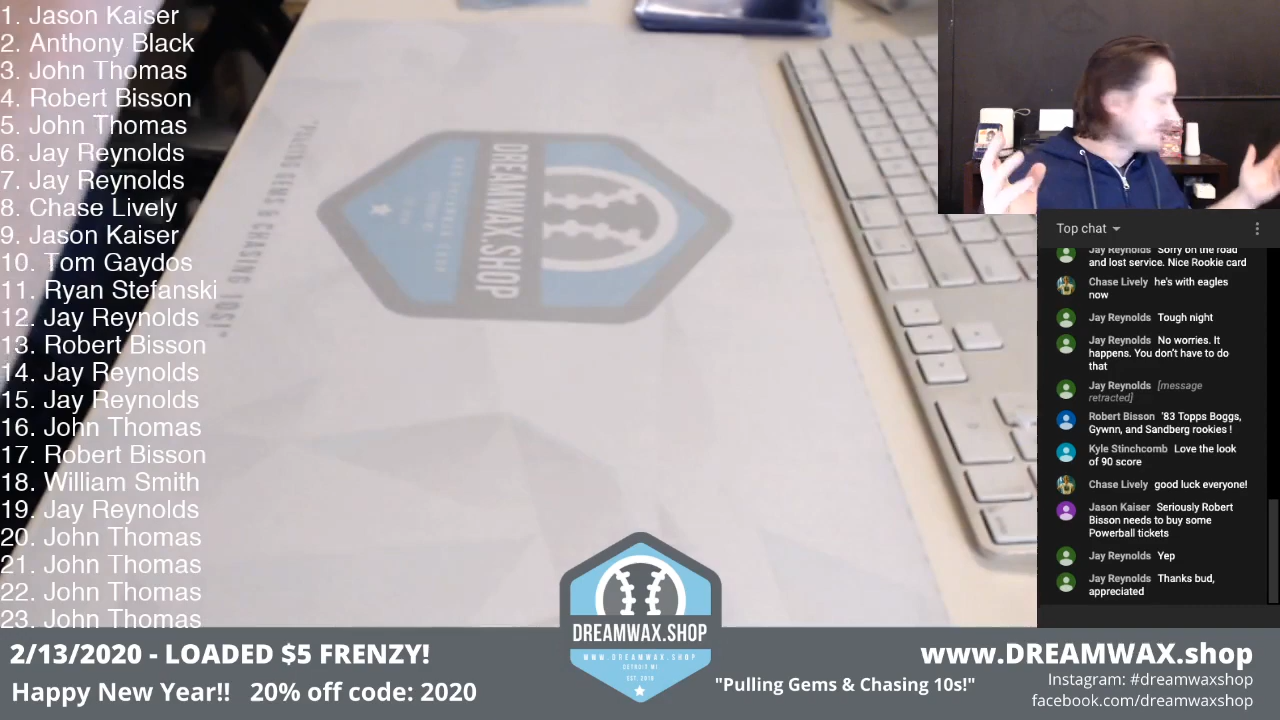 1. Jason Kaiser
2. Anthony Black
3. John Thomas
4. Robert Bisson
5. John Thomas
6. Jay Reynolds
7. Jay Reynolds
8. Chase Lively
9. Jason Kaiser
10. Tom Gaydos
11. Ryan Stefanski
12. Jay Reynolds
13. Robert Bisson
14. Jay Reynolds
15. Jay Reynolds
16. John Thomas
17. Robert Bisson
18. William Smith
19. Jay Reynolds
20. John Thomas
21. John Thomas
22. John Thomas
23. John Thomas
"PULLING GEMS & CHASING 10S!"
DREAMWAX.SHOP
Top chat
Jay Reynolds Sorry on the road
and lost service. Nice Rookie card
Chase Lively he's with eagles
now
Jay Reynolds Tough night
Jay Reynolds No worries. It
happens. You don't have to do
that
Jay Reynolds [message
retracted]
Robert Bisson '83 Topps Boggs,
Gywnn, and Sandberg rookies !
Kyle Stinchcomb Love the look
of 90 score
Chase Lively good luck everyone!
Jason Kaiser Seriously Robert
Bisson needs to buy some
Powerball tickets
Jay Reynolds Yep
Jay Reynolds Thanks bud,
appreciated
2/13/2020 - LOADED $5 FRENZY!
Happy New Year!! 20% off code: 2020
DREAMWAX.SHOP
WWW.DREAMWAX.SHOP
DETROIT MI
EST. 2019
"Pulling Gems & Chasing 10s!"
www.DREAMWAX.shop
Instagram: #dreamwaxshop
facebook.com/dreamwaxshop